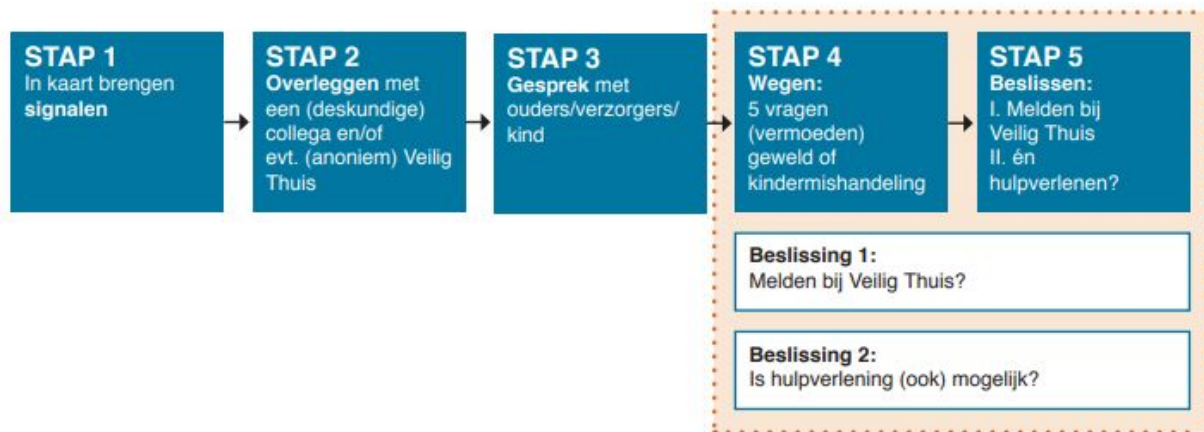 STAP 1
In kaart brengen
signalen
STAP 2
Overleggen met
een (deskundige)
collega en/of
evt. (anoniem) Veilig
Thuis
STAP 3
Gesprek met
ouders/verzorgers/
kind
STAP 4
Wegen:
5 vragen
(vermoeden)
geweld of
kindermishandeling
STAP 5
Beslissen:
I. Melden bij
Veilig Thuis
II. én
hulpverlenen?
Beslissing 1:
Melden bij Veilig Thuis?
Beslissing 2:
Is hulpverlening (ook) mogelijk?